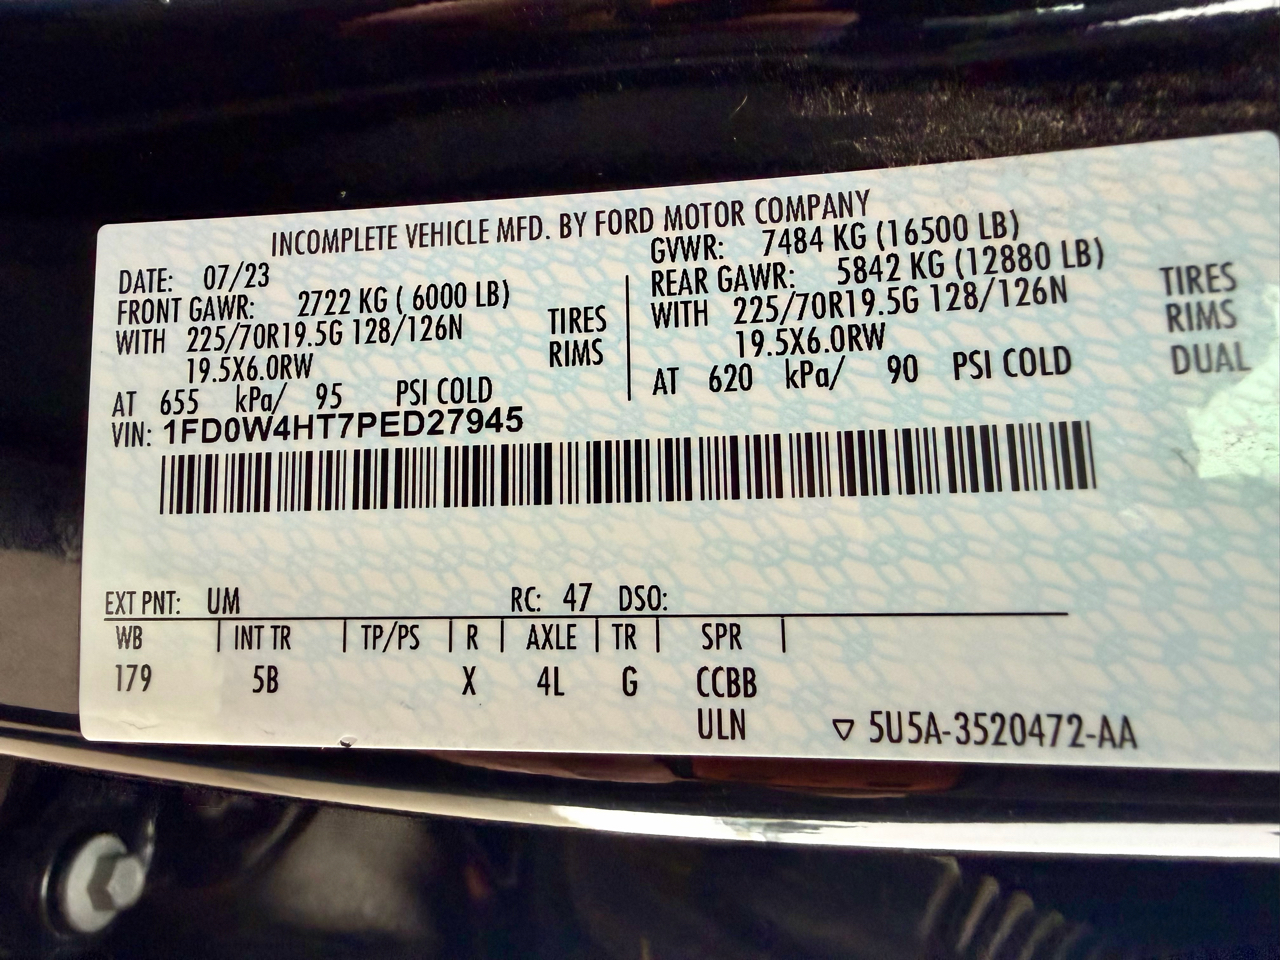 INCOMPLETE VEHICLE MFD. BY FORD MOTOR COMPANY
DATE: 07/23
GVWR: 7484 KG (16500 LB)
FRONT GAWR: 2722 KG ( 6000 LB)
WITH 225/70R19.5G 128/126N TIRES
19.5X6.0RW RIMS
AT 655 kPa/ 95 PSI COLD
REAR GAWR: 5842 KG (12880 LB)
WITH 225/70R19.5G 128/126N TIRES
19.5X6.0RW RIMS
AT 620 kPa/ 90 PSI COLD DUAL
VIN: 1FD0W4HT7PED27945
EXT PNT: UM RC: 47 DSO:
WB | INT TR | TP/PS | R | AXLE | TR | SPR |
179 5B X 4L G CCBB
ULN ▽ 5U5A-3520472-AA